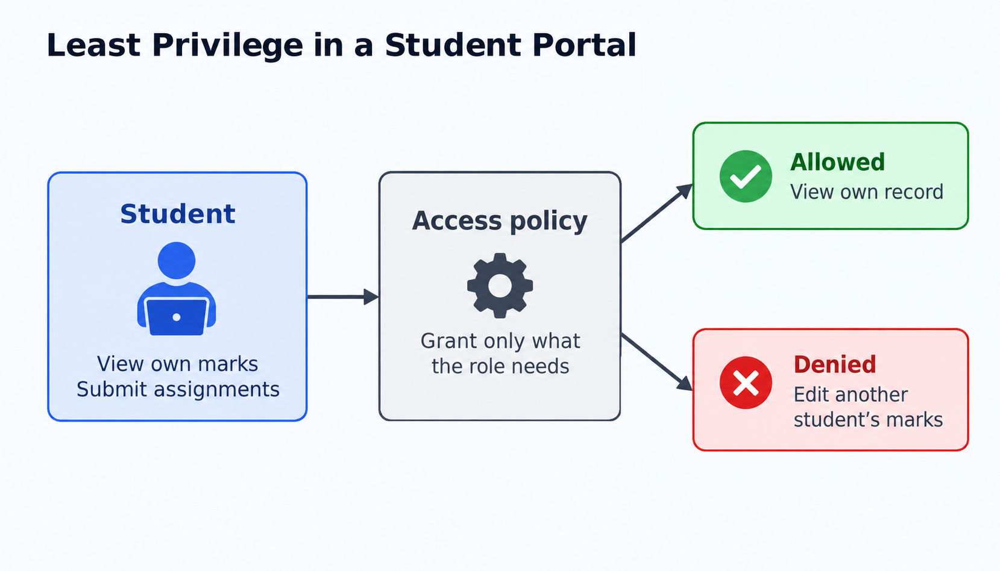 Least Privilege in a Student Portal
Student
View own marks
Submit assignments
Access policy
Grant only what
the role needs
Allowed
View own record
Denied
Edit another
student’s marks